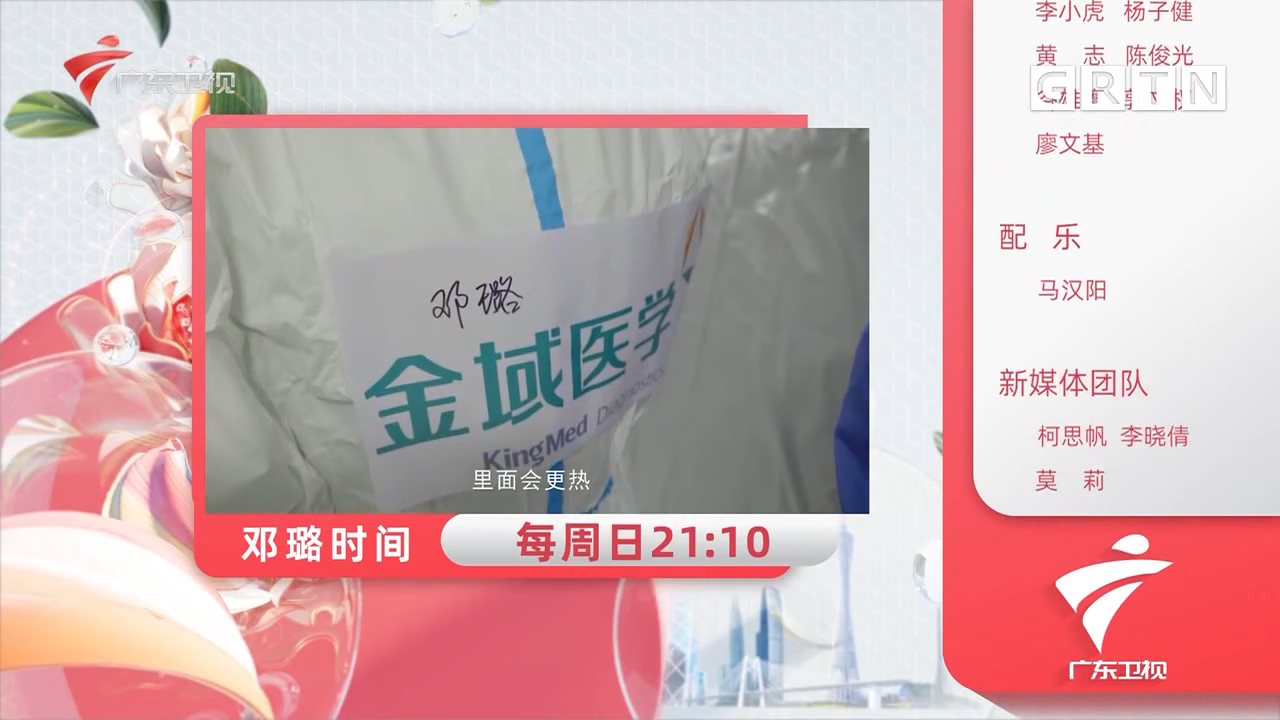 广东卫视
邓璐
金域医学
KingMed Diagnostics
里面会更热
邓璐时间
每周日21:10
李小虎 杨子健
黄 志 陈俊光
GRTN
廖文基
配 乐
马汉阳
新媒体团队
柯思帆 李晓倩
莫 莉
广东卫视